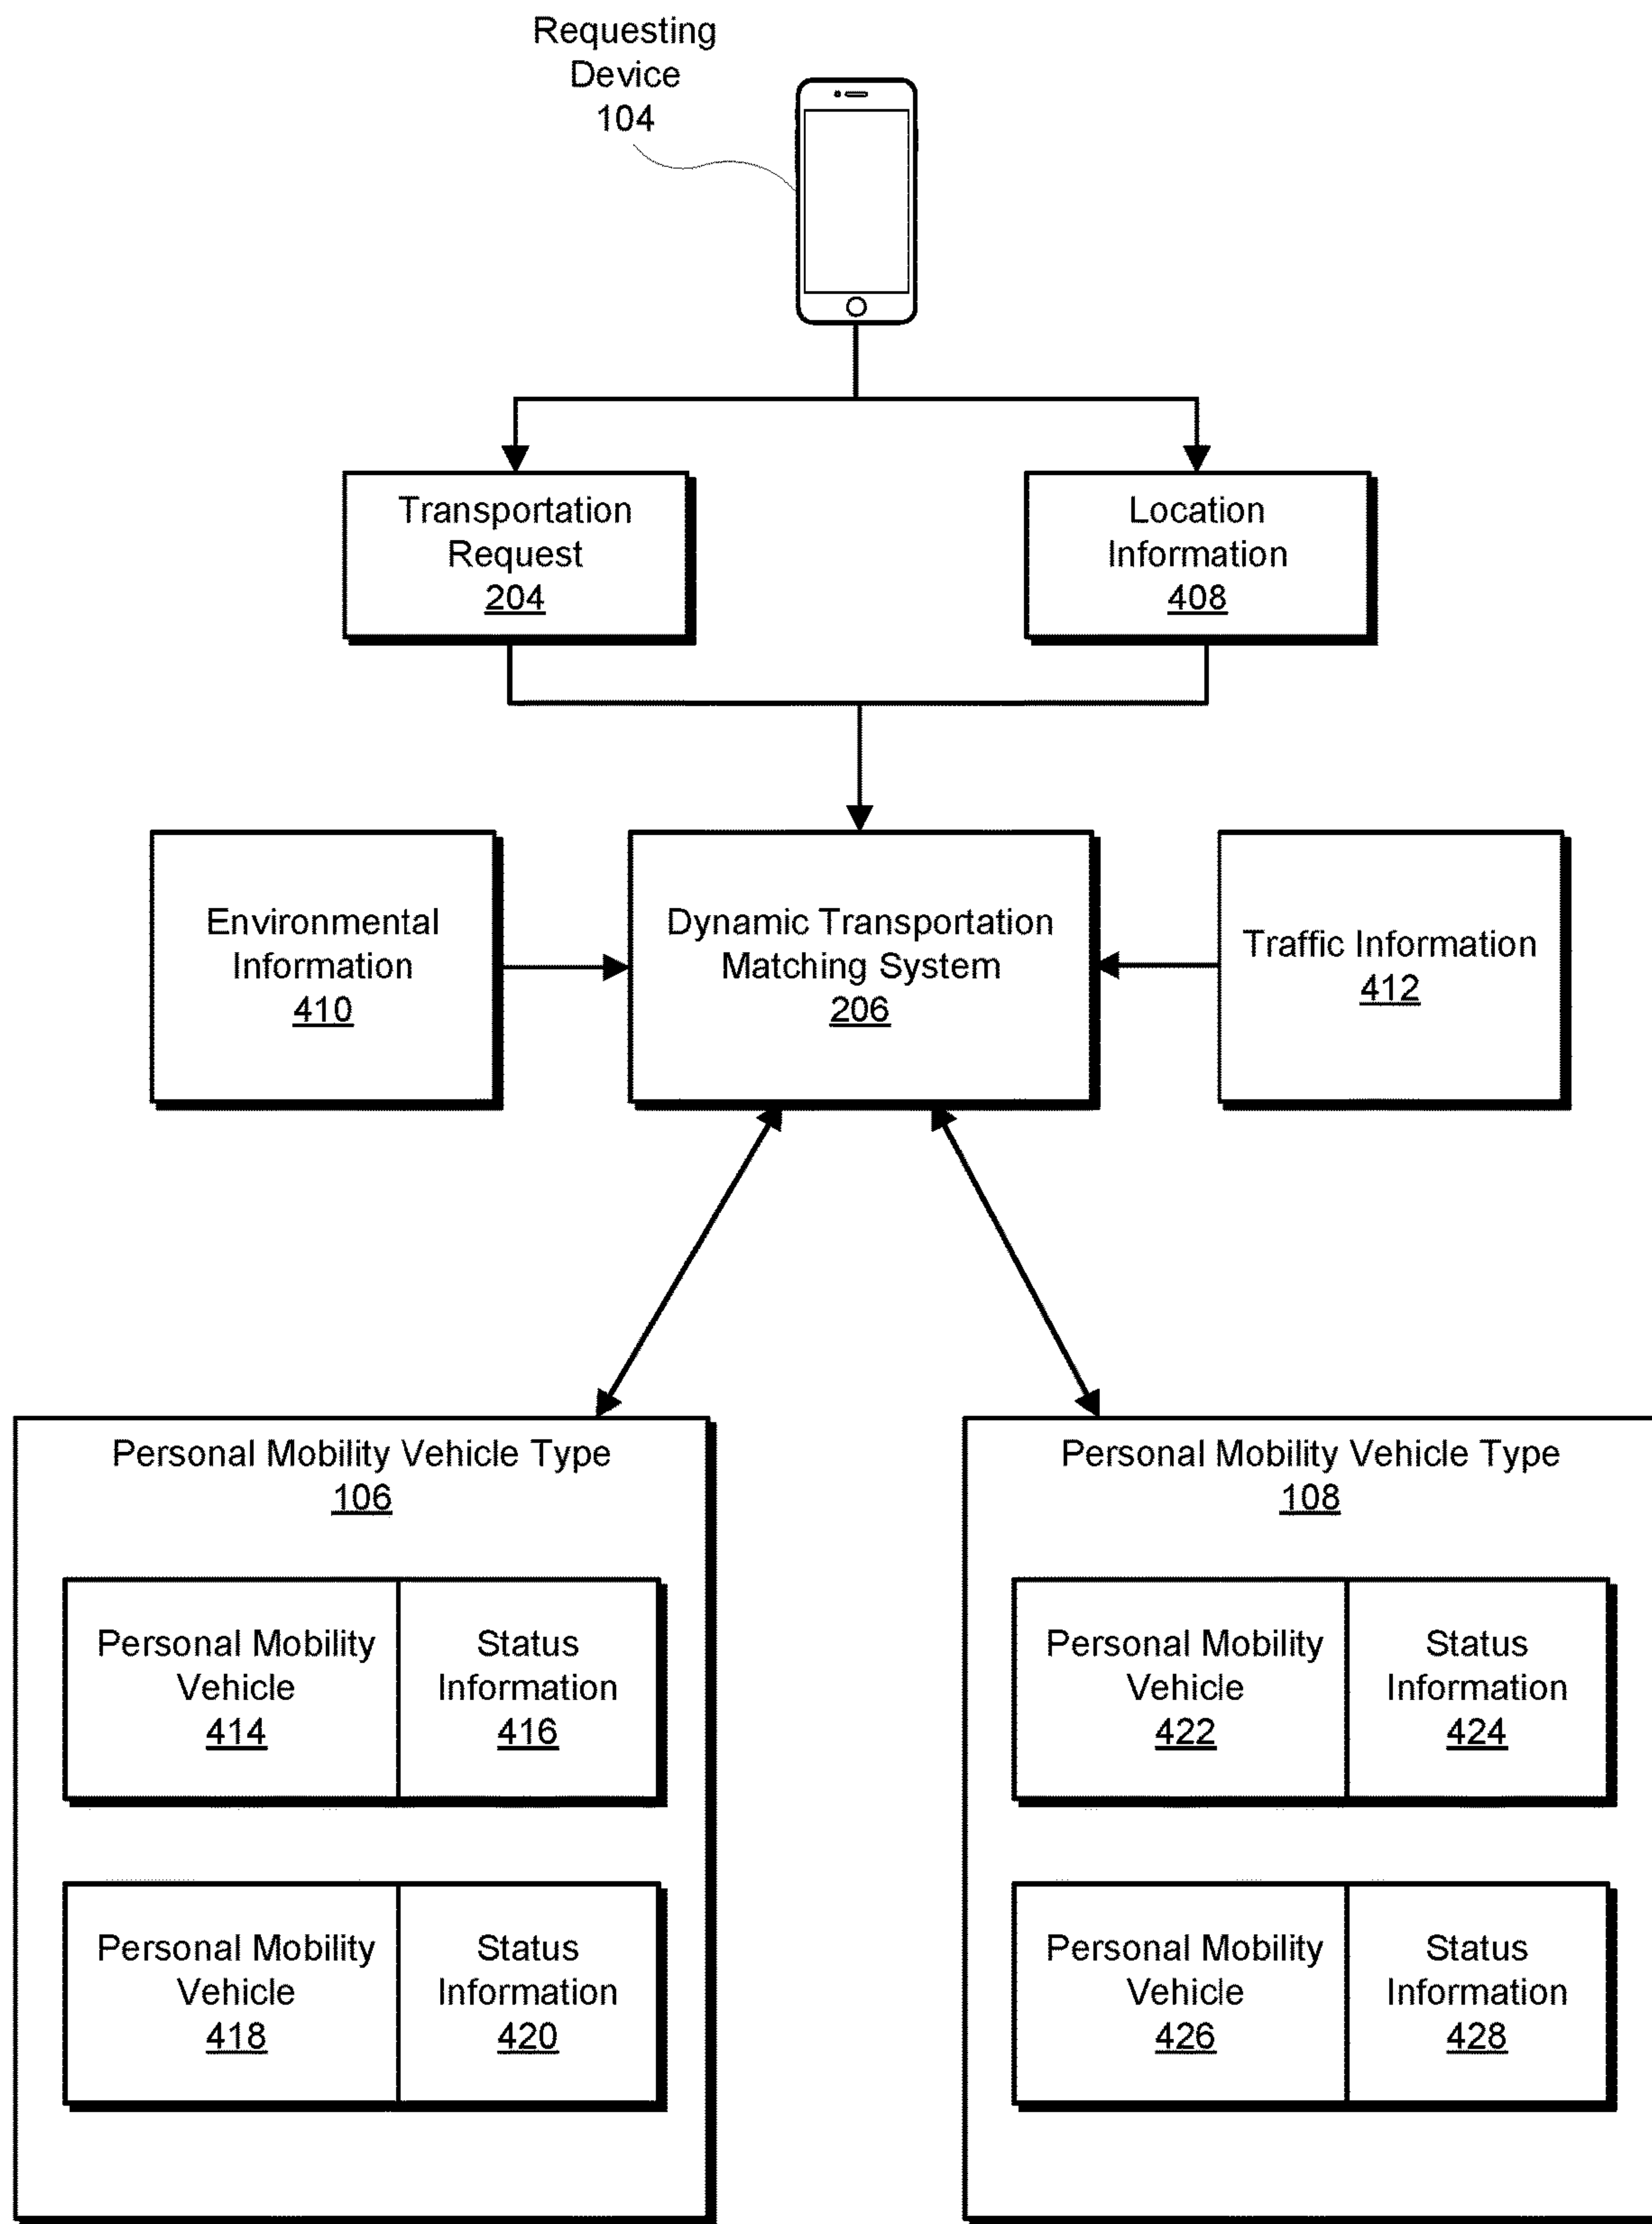 Requesting
Device
104
Transportation
Request
204
Location
Information
408
Environmental
Information
410
Dynamic Transportation
Matching System
206
Traffic Information
412
Personal Mobility Vehicle Type
106
Personal Mobility
Vehicle
414
Status
Information
416
Personal Mobility
Vehicle
418
Status
Information
420
Personal Mobility Vehicle Type
108
Personal Mobility
Vehicle
422
Status
Information
424
Personal Mobility
Vehicle
426
Status
Information
428